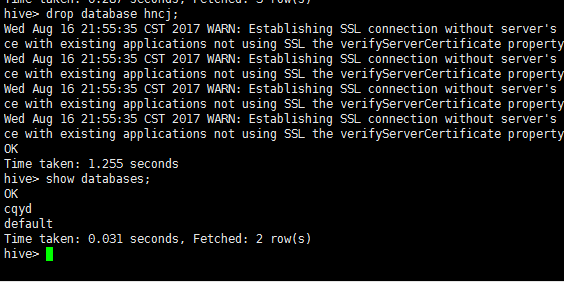 Time taken: 0.267 seconds, Fetched: 3 row(s)
hive> drop database hncj;
Wed Aug 16 21:55:35 CST 2017 WARN: Establishing SSL connection without server's
ce with existing applications not using SSL the verifyServerCertificate property
Wed Aug 16 21:55:35 CST 2017 WARN: Establishing SSL connection without server's
ce with existing applications not using SSL the verifyServerCertificate property
Wed Aug 16 21:55:35 CST 2017 WARN: Establishing SSL connection without server's
ce with existing applications not using SSL the verifyServerCertificate property
Wed Aug 16 21:55:35 CST 2017 WARN: Establishing SSL connection without server's
ce with existing applications not using SSL the verifyServerCertificate property
OK
Time taken: 1.255 seconds
hive> show databases;
OK
cqyd
default
Time taken: 0.031 seconds, Fetched: 2 row(s)
hive>